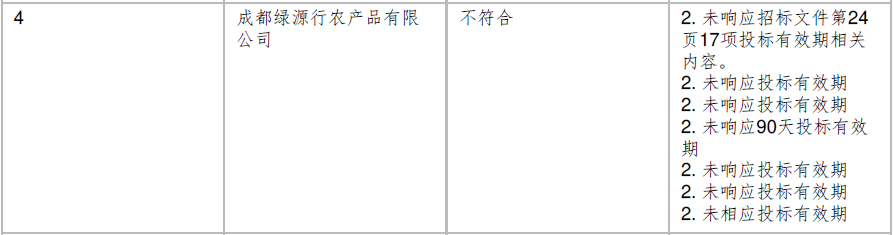 4
成都绿源行农产品有限
公司
不符合
2. 未响应招标文件第24
页17项投标有效期相关
内容。
2. 未响应投标有效期
2. 未响应投标有效期
2. 未响应90天投标有效
期
2. 未响应投标有效期
2. 未响应投标有效期
2. 未相应投标有效期